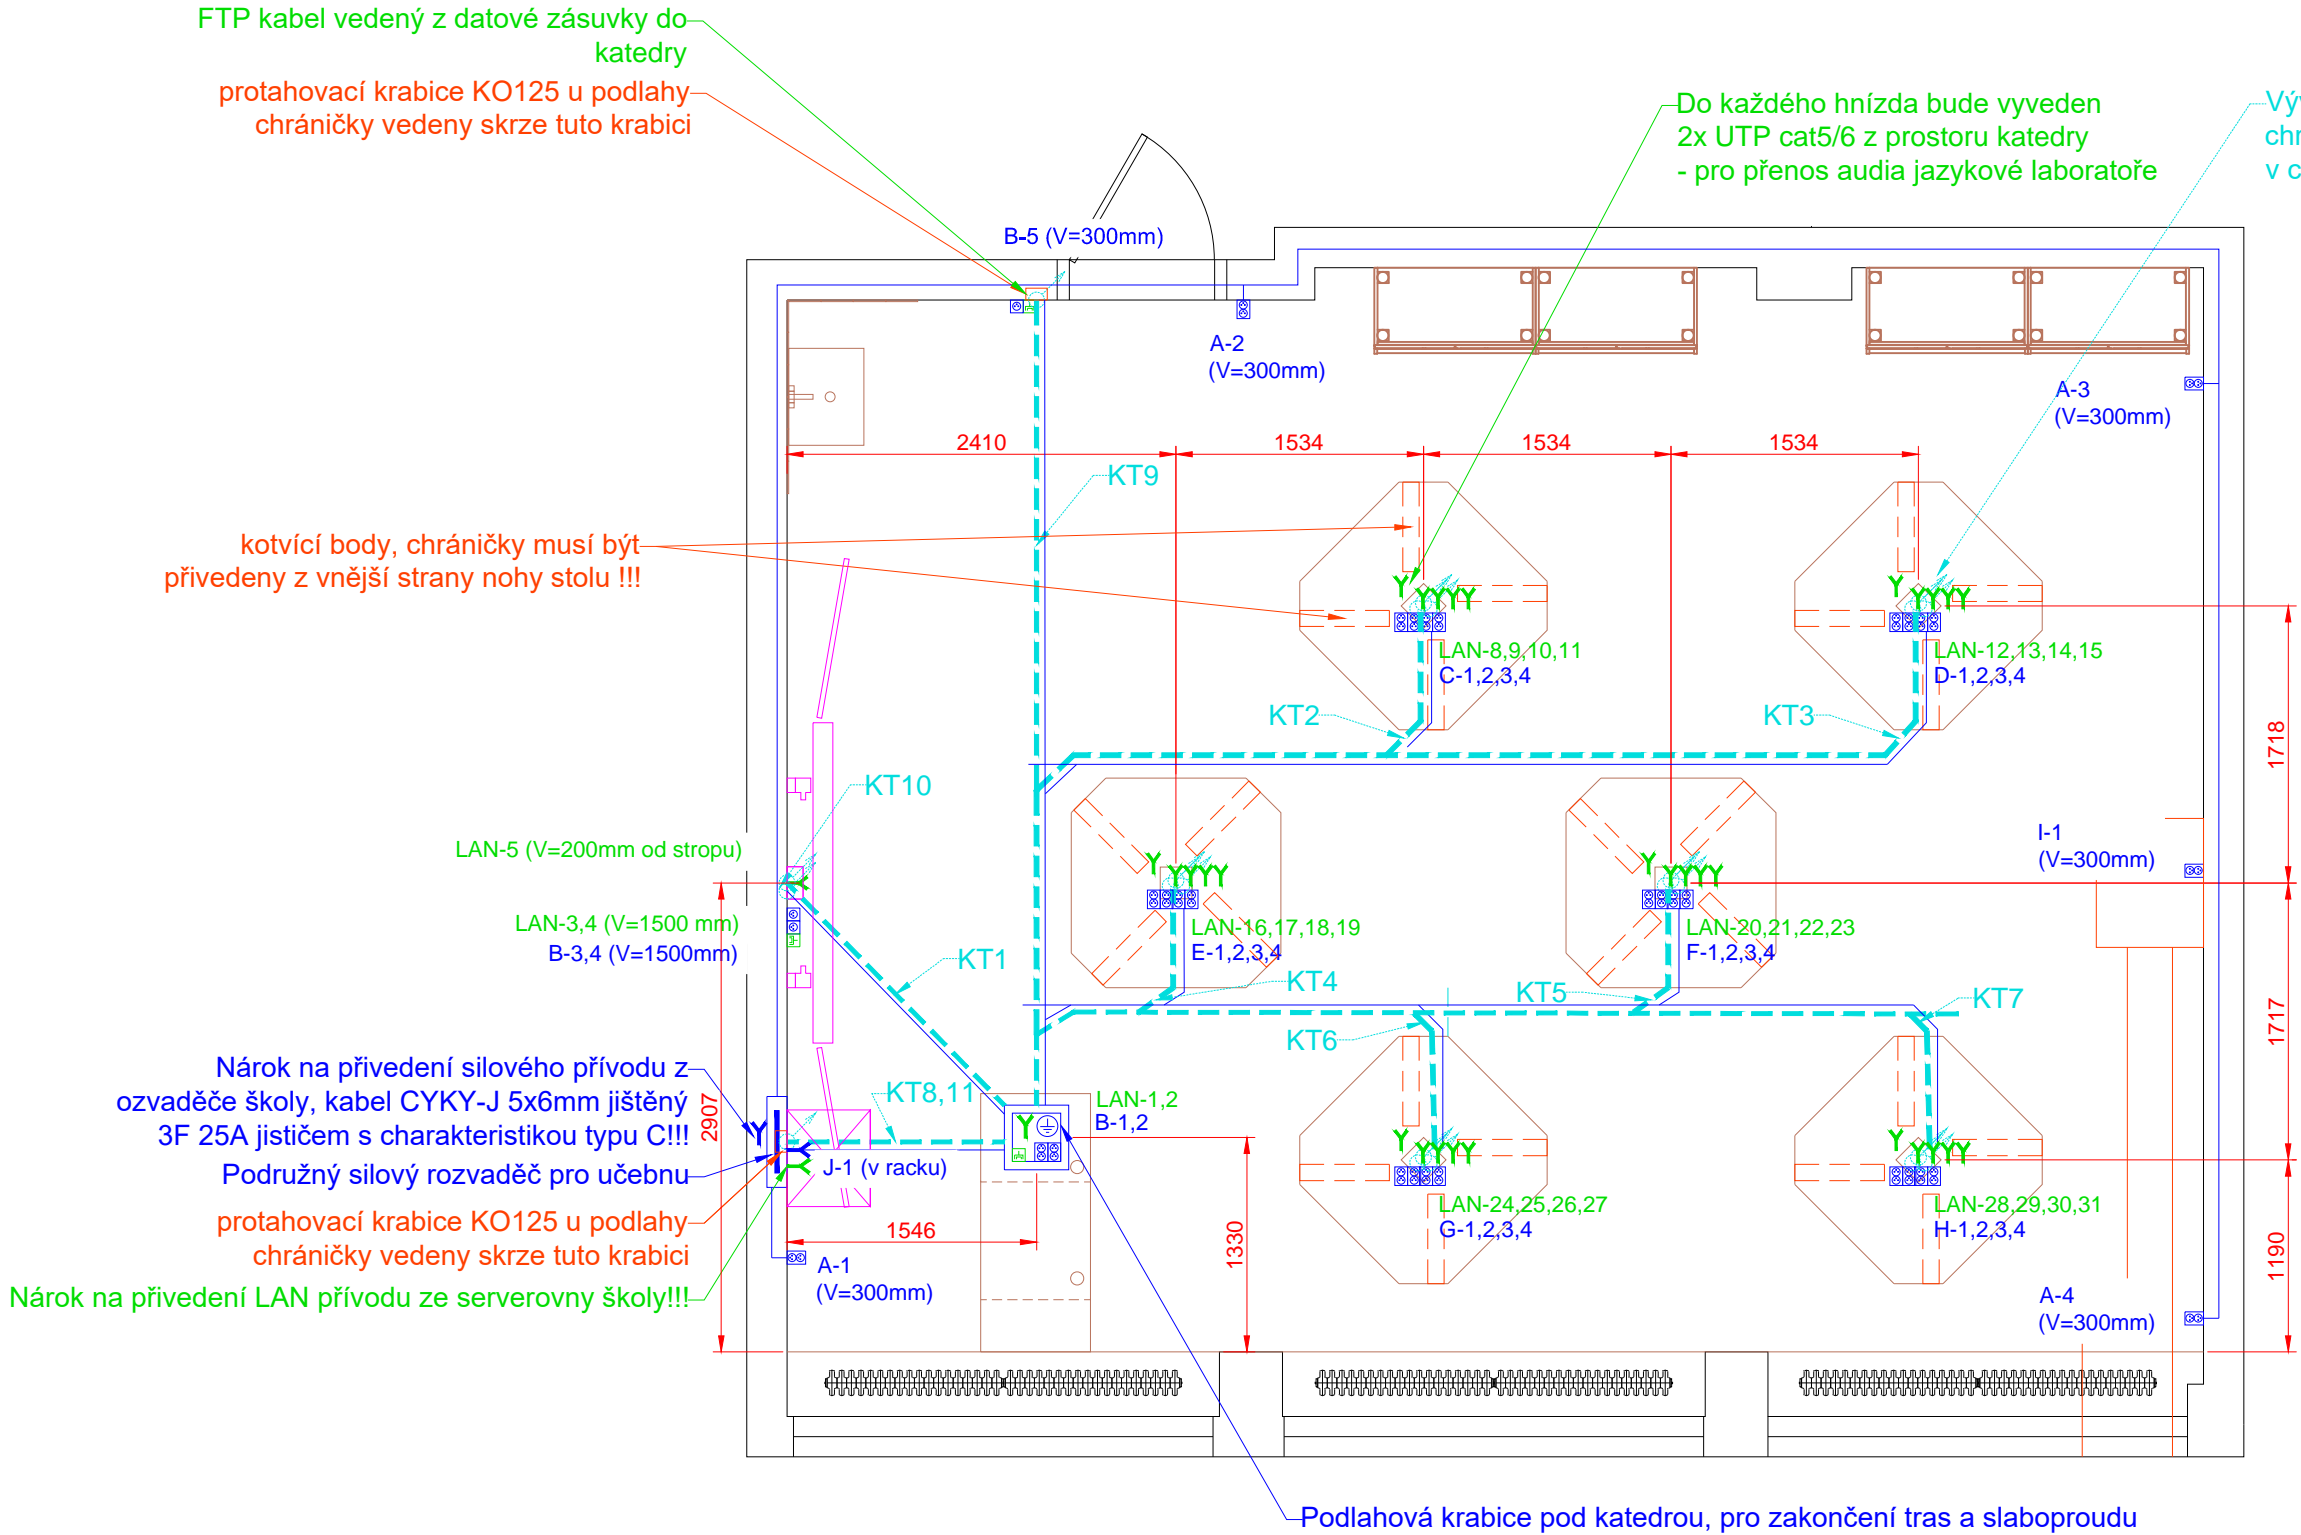 FTP kabel vedený z datové zásuvky do
katedry
protahovací krabice KO125 u podlahy
chráničky vedeny skrze tuto krabici
Do každého hnízda bude vyveden
2x UTP cat5/6 z prostoru katedry
- pro přenos audia jazykové laboratoře
v c
B-5 (V=300mm)
A-2
(V=300mm)
A-3
(V=300mm)
2410
1534
1534
1534
KT9
kotvící body, chráničky musí být
přivedeny z vnější strany nohy stolu !!!
LAN-8,9,10,11
C-1,2,3,4
LAN-12,13,14,15
D-1,2,3,4
KT2
KT3
1718
KT10
LAN-5 (V=200mm od stropu)
I-1
(V=300mm)
LAN-3,4 (V=1500 mm)
B-3,4 (V=1500mm)
LAN-16,17,18,19
E-1,2,3,4
LAN-20,21,22,23
F-1,2,3,4
KT1
KT4
KT5
KT7
KT6
1717
Nárok na přivedení silového přívodu z
ozvaděče školy, kabel CYKY-J 5x6mm jištěný
3F 25A jističem s charakteristikou typu C!!!
Podružný silový rozvaděč pro učebnu
2907
KT8,11
LAN-1,2
B-1,2
J-1 (v racku)
protahovací krabice KO125 u podlahy
chráničky vedeny skrze tuto krabici
Nárok na přivedení LAN přívodu ze serverovny školy!!!
1546
1330
A-1
(V=300mm)
LAN-24,25,26,27
G-1,2,3,4
LAN-28,29,30,31
H-1,2,3,4
1190
A-4
(V=300mm)
Podlahová krabice pod katedrou, pro zakončení tras a slaboproudu